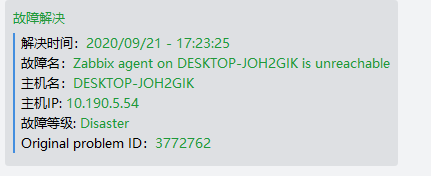 故障解决
解决时间：2020/09/21 - 17:23:25
故障名：Zabbix agent on DESKTOP-JOH2GIK is unreachable
主机名：DESKTOP-JOH2GIK
主机IP: 10.190.5.54
故障等级: Disaster
Original problem ID：3772762